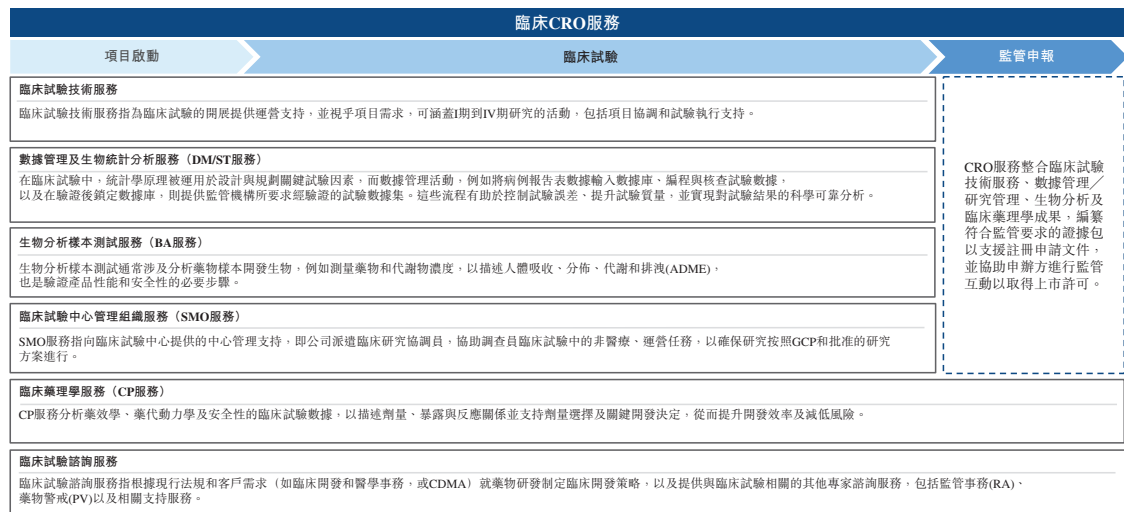 臨床CRO服務
項目啟動
臨床試驗
監管申報
臨床試驗技術服務
臨床試驗技術服務指為臨床試驗的開展提供運營支持，並視乎項目需求，可涵蓋I期到IV期研究的活動，包括項目協調和試驗執行支持。
數據管理及生物統計分析服務（DM/ST服務）
在臨床試驗中，統計學原理被運用於設計與規劃關鍵試驗因素，而數據管理活動，例如將病例報告表數據輸入數據庫、編程與核查試驗數據，
以及在驗證後鎖定數據庫，則提供監管機構所要求經驗證的試驗數據集。這些流程有助於控制試驗誤差、提升試驗質量，並實現對試驗結果的科學可靠分析。
生物分析樣本測試服務（BA服務）
生物分析樣本測試通常涉及分析藥物樣本開發生物，例如測量藥物和代謝物濃度，以描述人體吸收、分佈、代謝和排洩(ADME)，
也是驗證產品性能和安全性的必要步驟。
臨床試驗中心管理組織服務（SMO服務）
SMO服務指向臨床試驗中心提供的中心管理支持，即公司派遣臨床研究協調員，協助調查員臨床試驗中的非醫療、運營任務，以確保研究按照GCP和批准的研究
方案進行。
CRO服務整合臨床試驗
技術服務、數據管理／
研究管理、生物分析及
臨床藥理學成果，編纂
符合監管要求的證據包
以支援註冊申請文件，
並協助申辦方進行監管
互動以取得上市許可。
臨床藥理學服務（CP服務）
CP服務分析藥效學、藥代動力學及安全性的臨床試驗數據，以描述劑量、暴露與反應關係並支持劑量選擇及關鍵開發決定，從而提升開發效率及減低風險。
臨床試驗諮詢服務
臨床試驗諮詢服務指根據現行法規和客戶需求（如臨床開發和醫學事務，或CDMA）就藥物研發制定臨床開發策略，以及提供與臨床試驗相關的其他專家諮詢服務，包括監管事務(RA)、
藥物警戒(PV)以及相關支持服務。